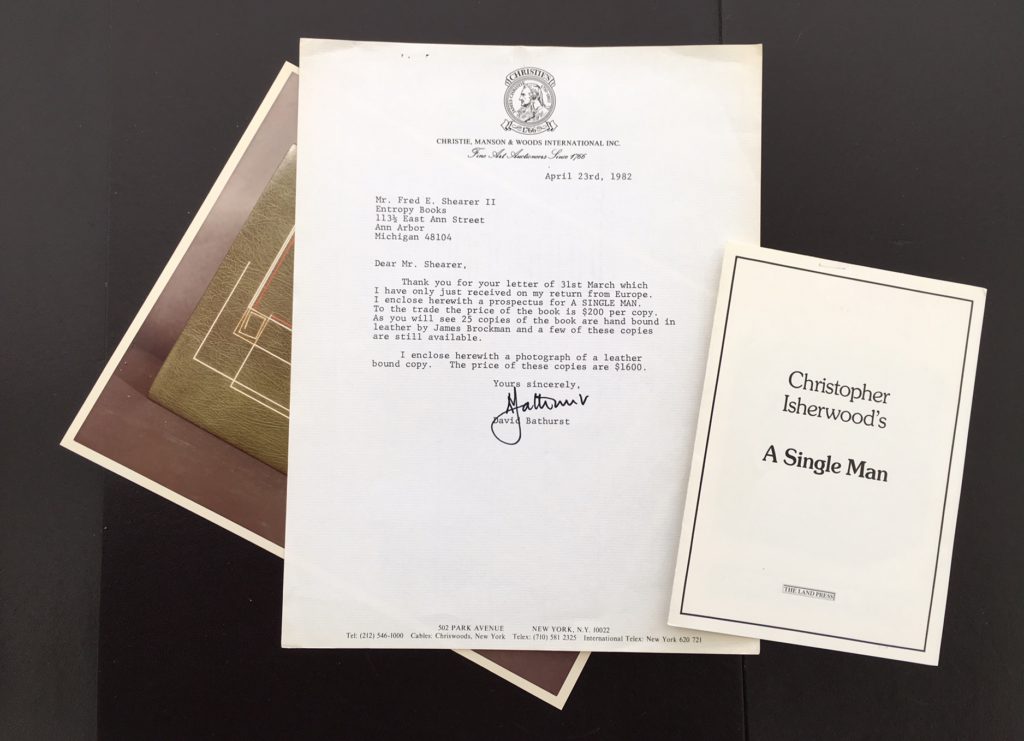 CHRISTIE'S
1766
CHRISTIE, MANSON & WOODS INTERNATIONAL INC.
Fine Art Auctioneers Since 1766
April 23rd, 1982
Mr. Fred E. Shearer II
Entropy Books
113½ East Ann Street
Ann Arbor
Michigan 48104
Dear Mr. Shearer,
Thank you for your letter of 31st March which
I have only just received on my return from Europe.
I enclose herewith a prospectus for A SINGLE MAN.
To the trade the price of the book is $200 per copy.
As you will see 25 copies of the book are hand bound in
leather by James Brockman and a few of these copies
are still available.
I enclose herewith a photograph of a leather
bound copy. The price of these copies are $1600.
Yours sincerely,
David Bathurst
502 PARK AVENUE NEW YORK, N.Y. 10022
Tel: (212) 546-1000 Cables: Chriswoods, New York Telex: (710) 581 2325 International Telex: New York 620 721
Christopher
Isherwood's
A Single Man
THE LAND PRESS